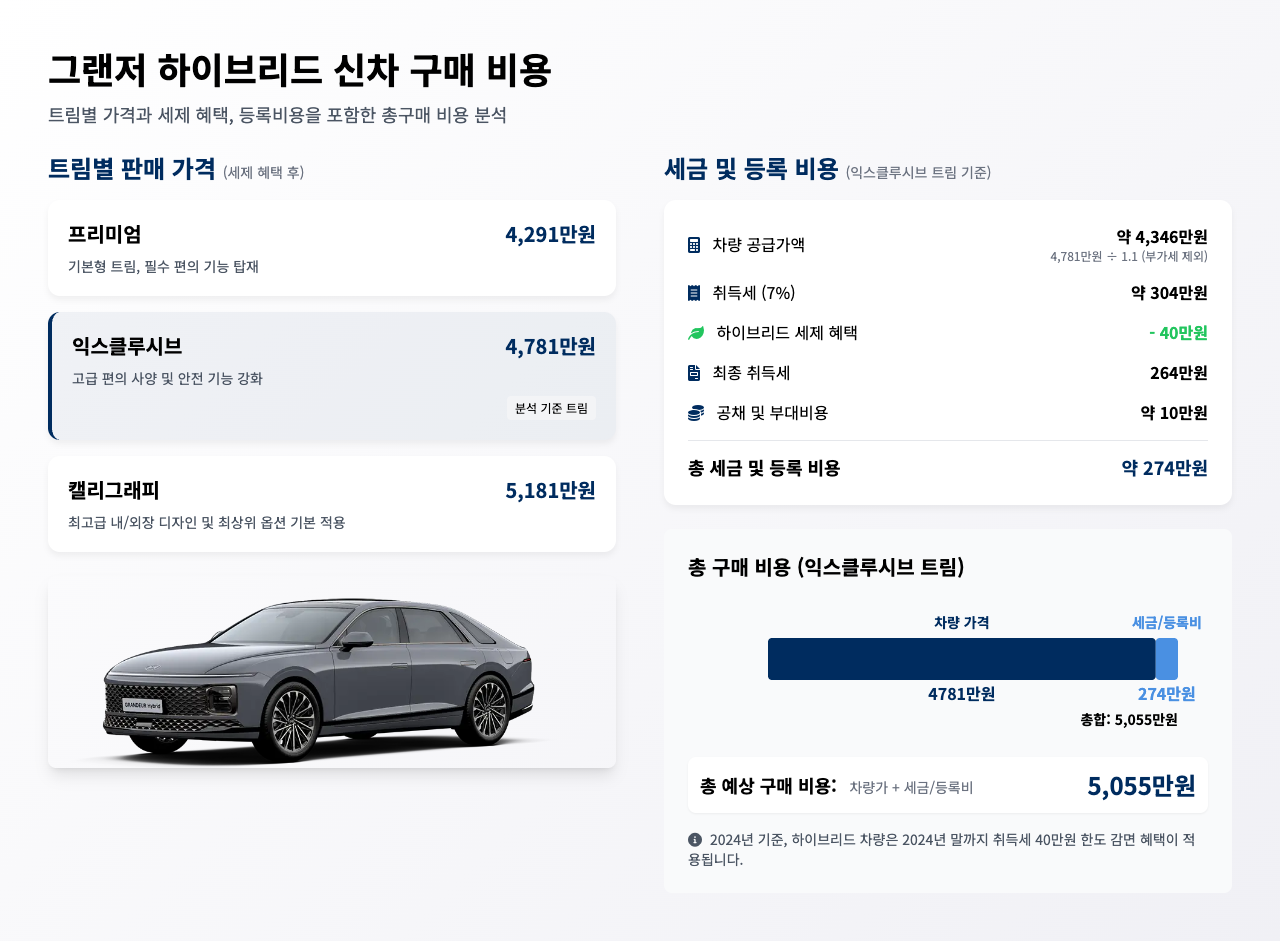 그랜저 하이브리드 신차 구매 비용
트림별 가격과 세제 혜택, 등록비용을 포함한 총구매 비용 분석
트림별 판매 가격 (세제 혜택 후)
프리미엄 4,291만원
기본형 트림, 필수 편의 기능 탑재
익스클루시브 4,781만원
고급 편의 사양 및 안전 기능 강화
분석 기준 트림
캘리그래피 5,181만원
최고급 내/외장 디자인 및 최상위 옵션 기본 적용
GRANDEUR Hybrid
세금 및 등록 비용 (익스클루시브 트림 기준)
차량 공급가액 약 4,346만원
4,781만원 ÷ 1.1 (부가세 제외)
취득세 (7%) 약 304만원
하이브리드 세제 혜택 - 40만원
최종 취득세 264만원
공채 및 부대비용 약 10만원
총 세금 및 등록 비용 약 274만원
총 구매 비용 (익스클루시브 트림)
차량 가격 세금/등록비
4781만원 274만원
총합: 5,055만원
총 예상 구매 비용: 차량가 + 세금/등록비 5,055만원
2024년 기준, 하이브리드 차량은 2024년 말까지 취득세 40만원 한도 감면 혜택이 적
용됩니다.